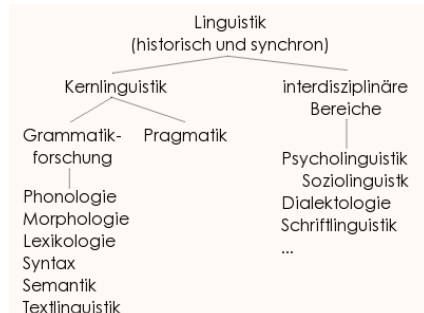 Linguistik
(historisch und synchron)
Kernlinguistik
interdisziplinäre
Bereiche
Grammatik-
forschung
Pragmatik
Phonologie
Morphologie
Lexikologie
Syntax
Semantik
Textlinguistik
Psycholinguistik
Soziolinguistk
Dialektologie
Schriftlinguistik
...